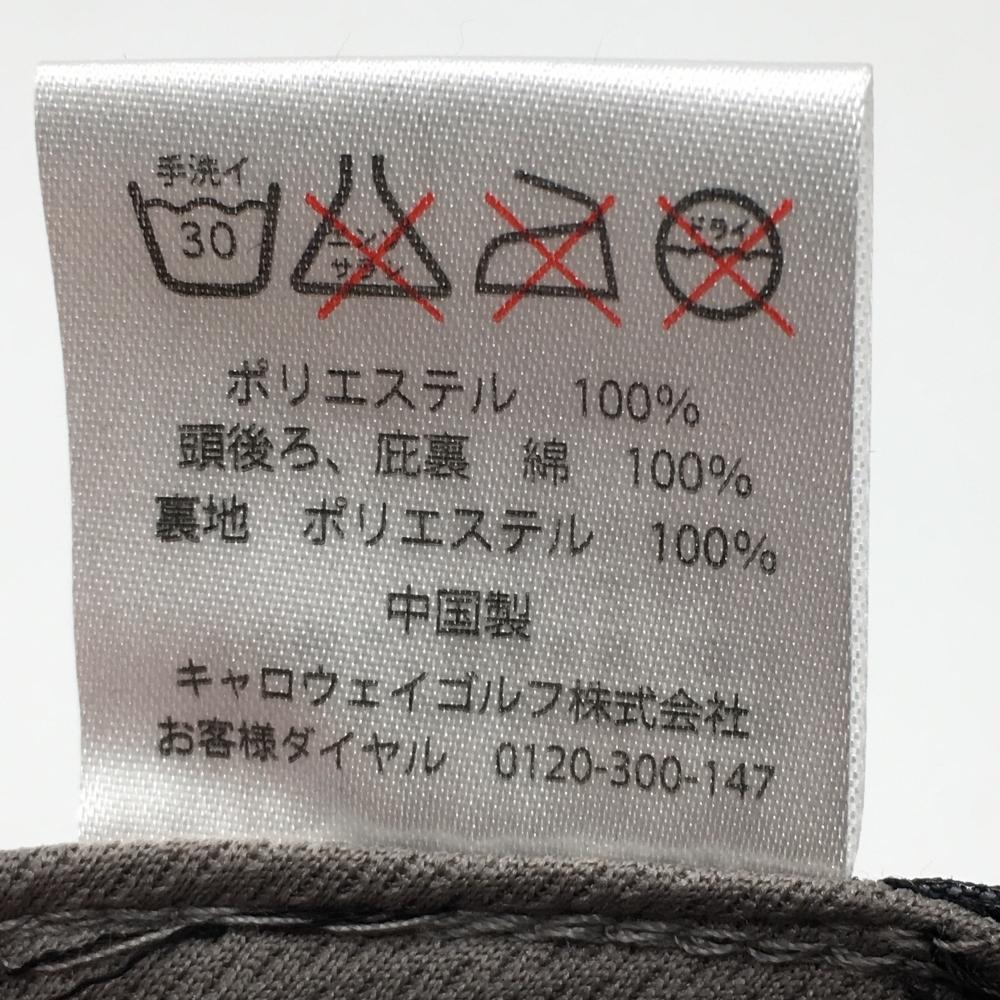 手洗イ
30
エンソ
サラシ
ドライ
ポリエステル 100%
頭後ろ、庇裏 綿 100%
裏地 ポリエステル 100%
中国製
キャロウェイゴルフ株式会社
お客様ダイヤル 0120-300-147